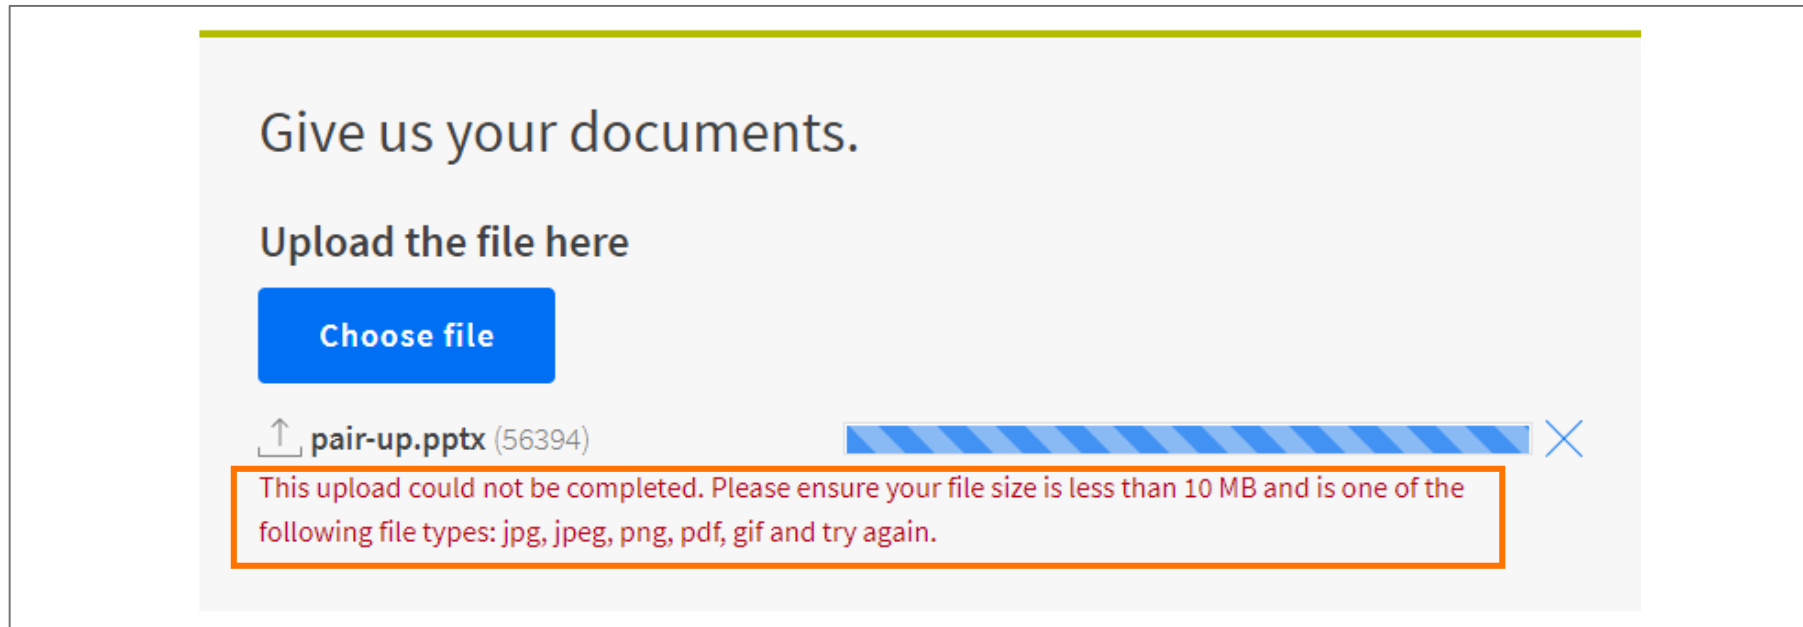 Give us your documents.
Upload the file here
Choose file
pair-up.pptx (56394)
This upload could not be completed. Please ensure your file size is less than 10 MB and is one of the
following file types: jpg, jpeg, png, pdf, gif and try again.